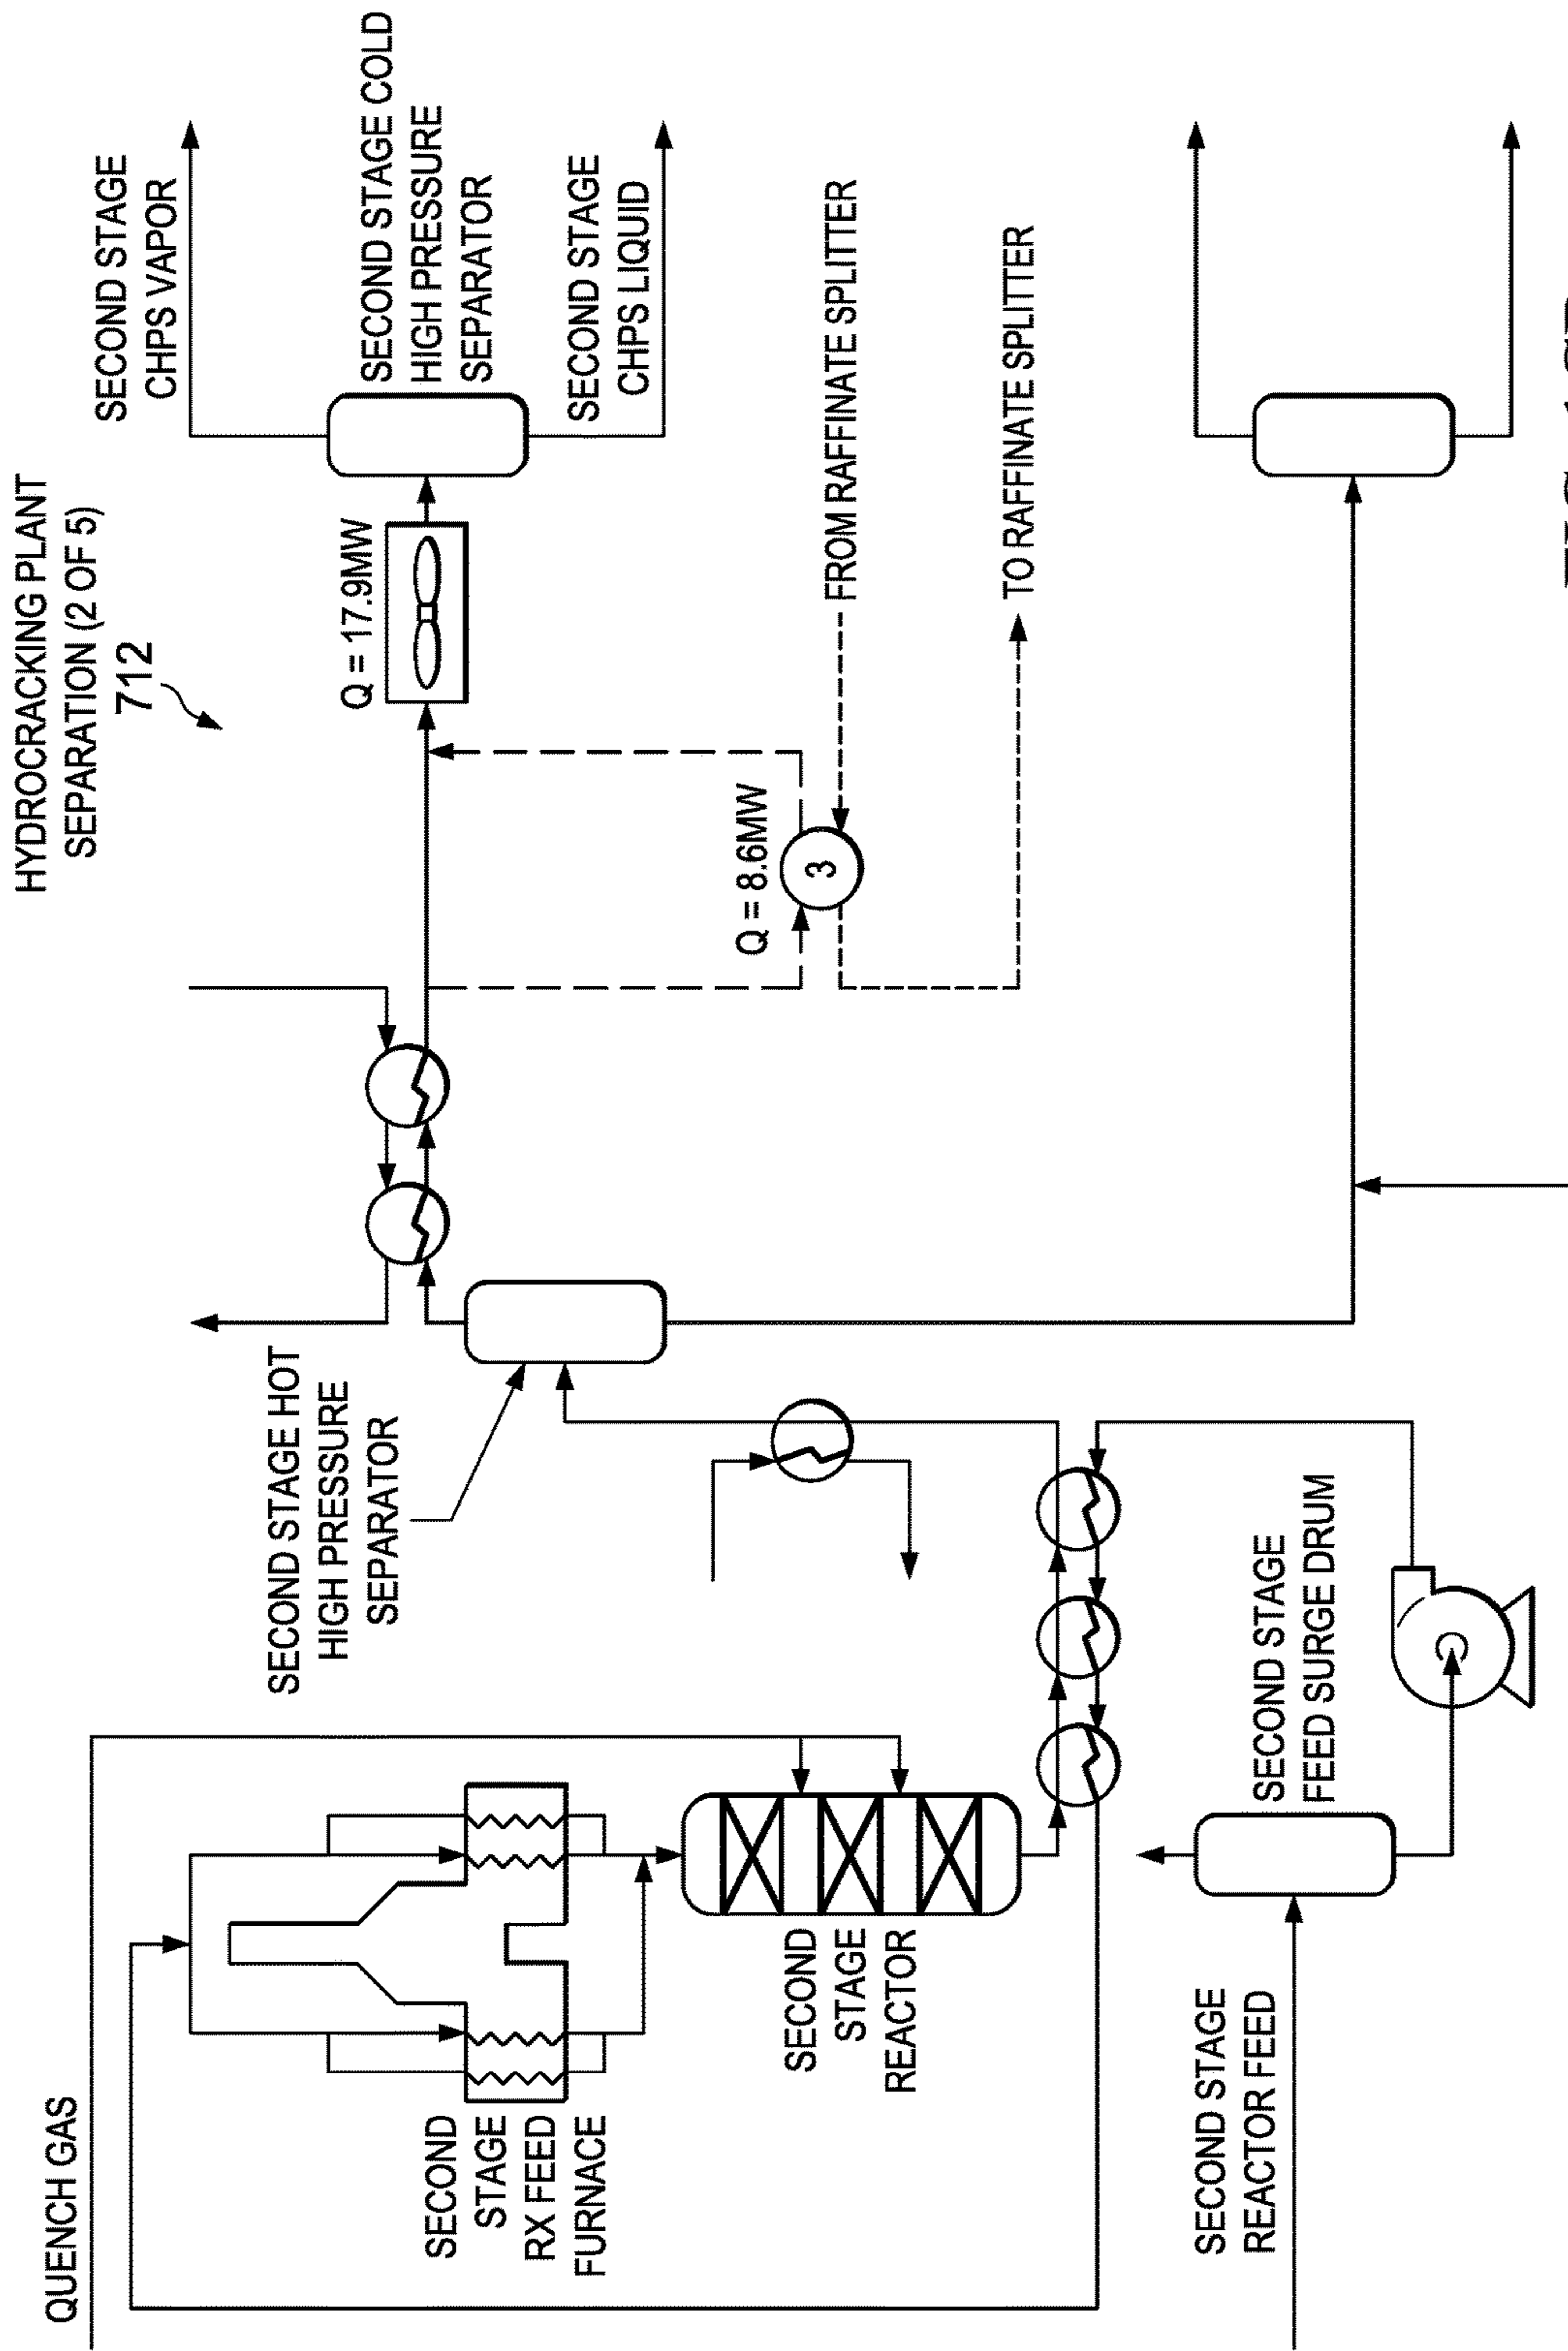 HYDROCRACKING PLANT
SEPARATION (2 OF 5)
712
QUENCH GAS
SECOND
STAGE
RX FEED
FURNACE
SECOND
STAGE
REACTOR
SECOND STAGE
REACTOR FEED
SECOND STAGE
FEED SURGE DRUM
SECOND STAGE HOT
HIGH PRESSURE
SEPARATOR
Q = 8.6MW
3
Q = 17.9MW
SECOND STAGE
CHPS VAPOR
SECOND STAGE COLD
HIGH PRESSURE
SEPARATOR
SECOND STAGE
CHPS LIQUID
FROM RAFFINATE SPLITTER
TO RAFFINATE SPLITTER